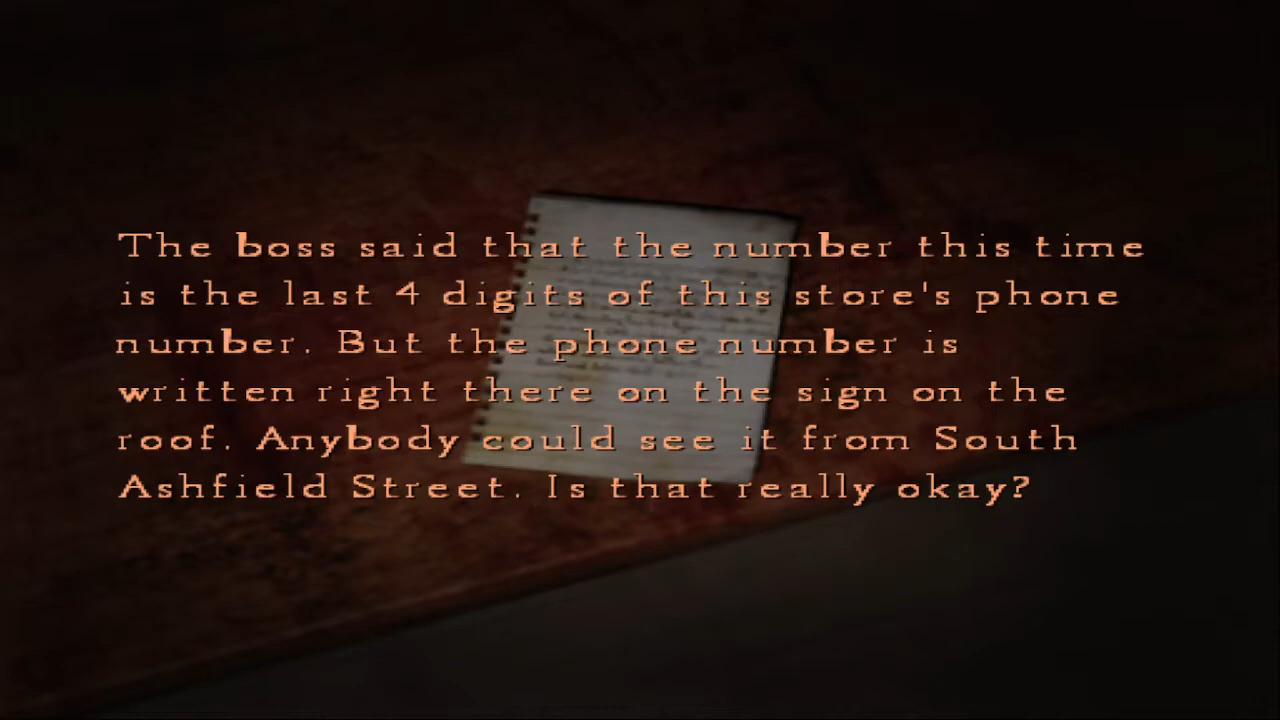 The boss said that the number this time
is the last 4 digits of this store's phone
number. But the phone number is
written right there on the sign on the
roof. Anybody could see it from South
Ashfield Street. Is that really okay?